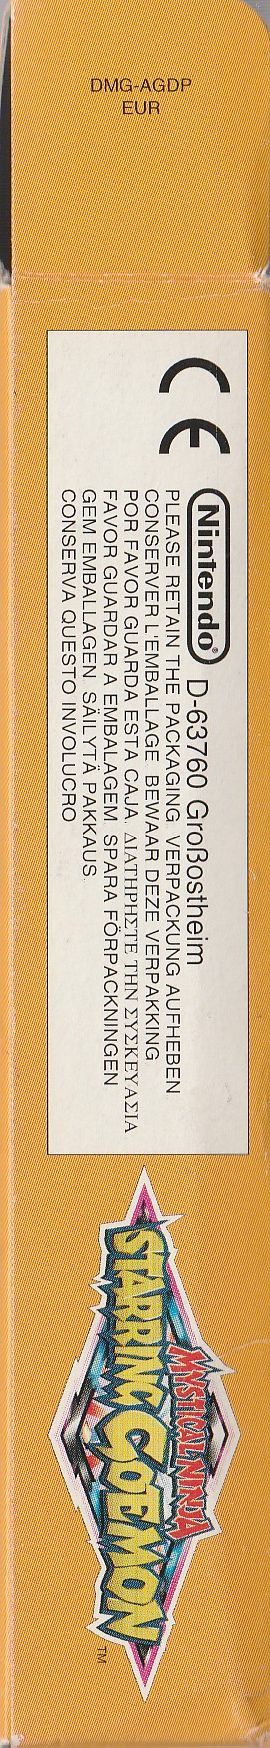 DMG-AGDP
EUR
CE
Nintendo® D-63760 Großostheim
PLEASE RETAIN THE PACKAGING VERPACKUNG AUFHEBEN
CONSERVER L'EMBALLAGE BEWAAR DEZE VERPAKKING
POR FAVOR GUARDA ESTA CAJA. ΔΙΑΤΗΡΗΣΤΕ ΤΗΝ ΣΥΣΚΕΥΑΣΙΑ
FAVOR GUARDAR A EMBALAGEM SPARA FÖRPACKNINGEN
GEM EMBALLAGEN SÄILYTÄ PAKKAUS
CONSERVA QUESTO INVOLUCRO
MYSTICAL NINJA
STARRING GOEMON
TM